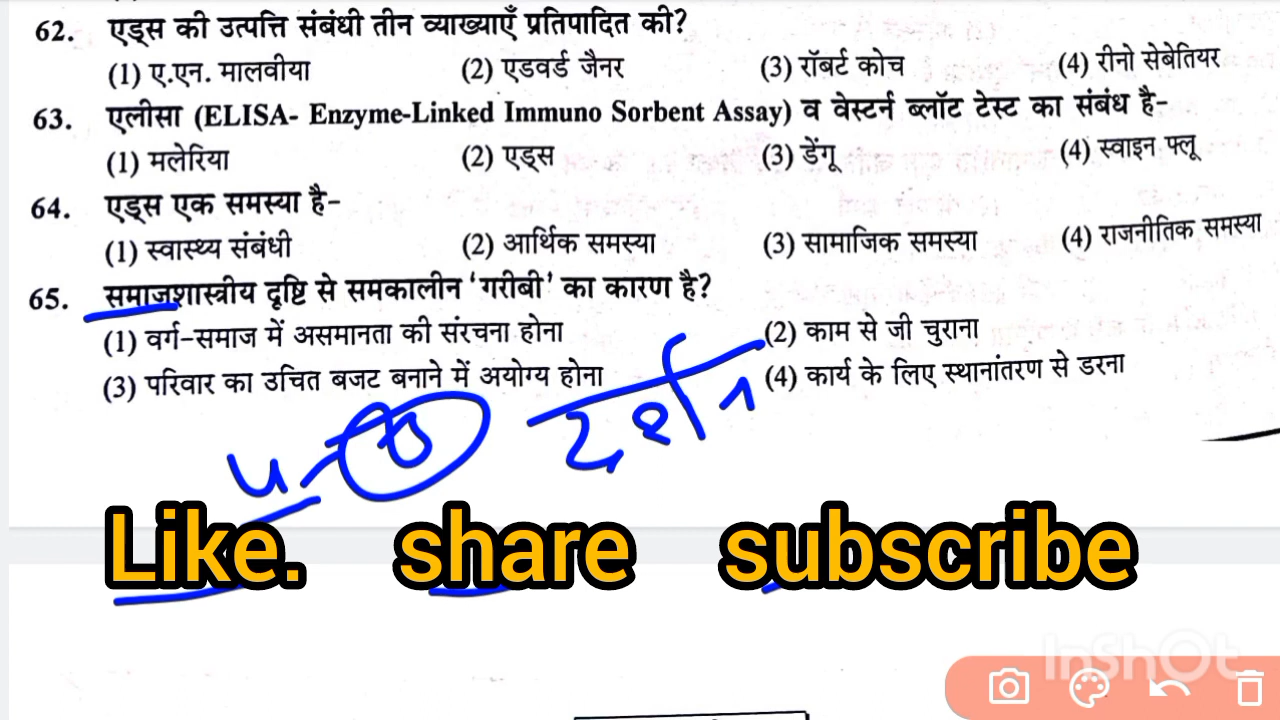 62. एड्स की उत्पत्ति संबंधी तीन व्याख्याएँ प्रतिपादित की?
(1) ए.एन. मालवीया (2) एडवर्ड जैनर (3) रॉबर्ट कोच (4) रीनो सेबेतियर
63. एलीसा (ELISA- Enzyme-Linked Immuno Sorbent Assay) व वेस्टर्न ब्लॉट टेस्ट का संबंध है-
(1) मलेरिया (2) एड्स (3) डेंगू (4) स्वाइन फ्लू
64. एड्स एक समस्या है-
(1) स्वास्थ्य संबंधी (2) आर्थिक समस्या (3) सामाजिक समस्या (4) राजनीतिक समस्या
65. समाजशास्त्रीय दृष्टि से समकालीन ‘गरीबी’ का कारण है?
(1) वर्ग-समाज में असमानता की संरचना होना (2) काम से जी चुराना
(3) परिवार का उचित बजट बनाने में अयोग्य होना (4) कार्य के लिए स्थानांतरण से डरना
दर्शन
Like. share subscribe
InShOt